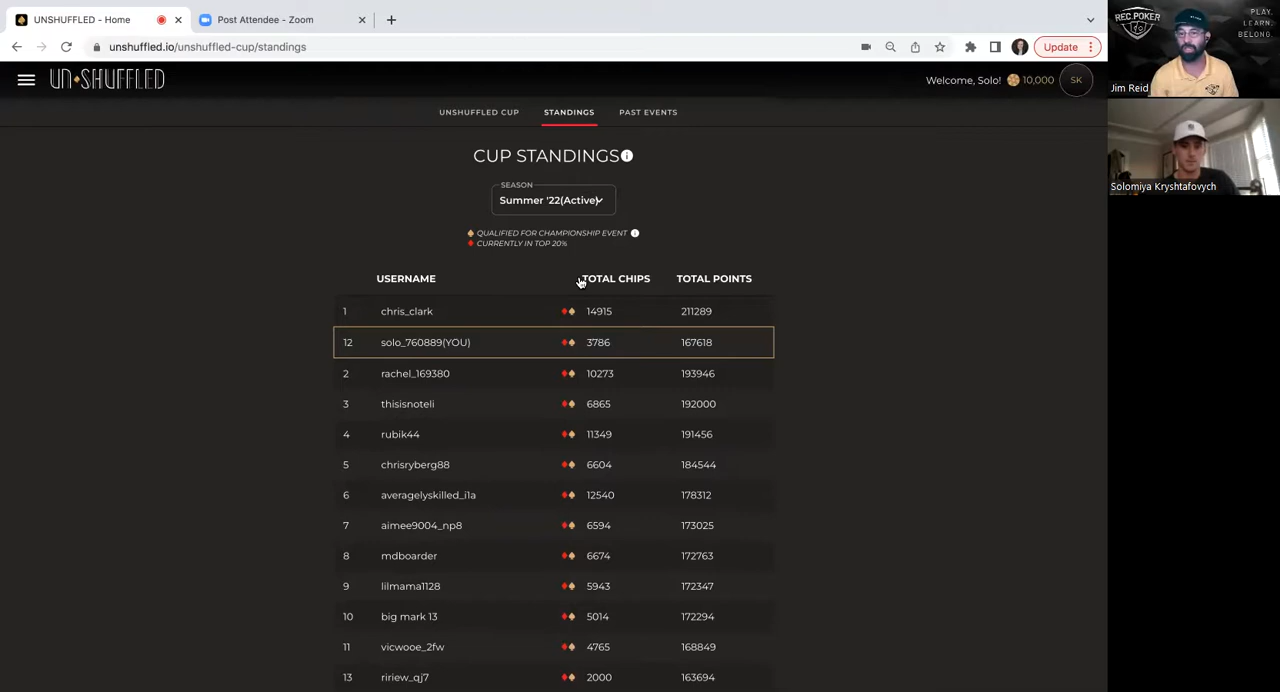 UNSHUFFLED - Home
Post Attendee - Zoom
unshuffled.io/unshuffled-cup/standings
Update
UN♦SHUFFLED
Welcome, Solo! 10,000 SK
UNSHUFFLED CUP STANDINGS PAST EVENTS
CUP STANDINGS
SEASON
Summer '22(Active)
QUALIFIED FOR CHAMPIONSHIP EVENT
CURRENTLY IN TOP 20%
USERNAME TOTAL CHIPS TOTAL POINTS
1 chris_clark 14915 211289
12 solo_760889(YOU) 3786 167618
2 rachel_169380 10273 193946
3 thisisnoteli 6865 192000
4 rubik44 11349 191456
5 chrisryberg88 6604 184544
6 averagelyskilled_i1a 12540 178312
7 aimee9004_np8 6594 173025
8 mdboarder 6674 172763
9 lilmama1128 5943 172347
10 big mark 13 5014 172294
11 vicwooe_2fw 4765 168849
13 ririew_qj7 2000 163694
REC.POKER
PLAY.
LEARN.
BELONG.
Jim Reid
Solomiya Kryshtafovych